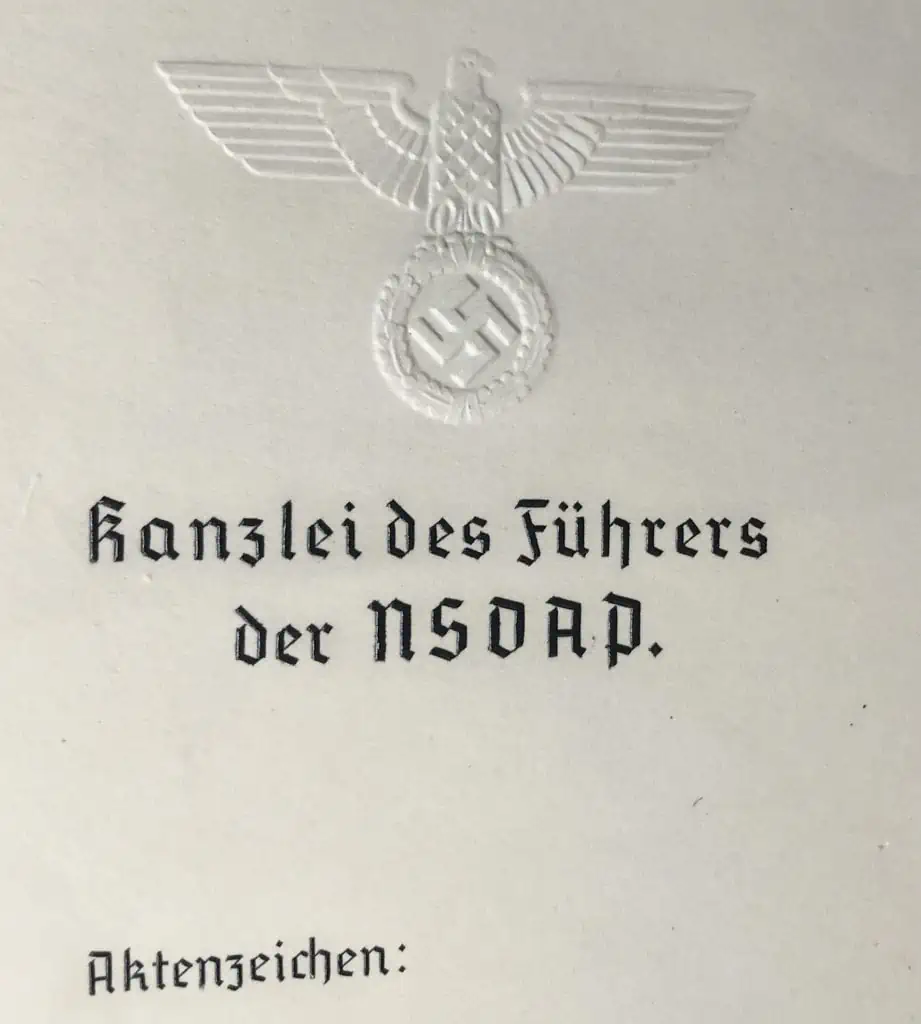 Kanzlei des Führers
der NSDAP.
Aktenzeichen: